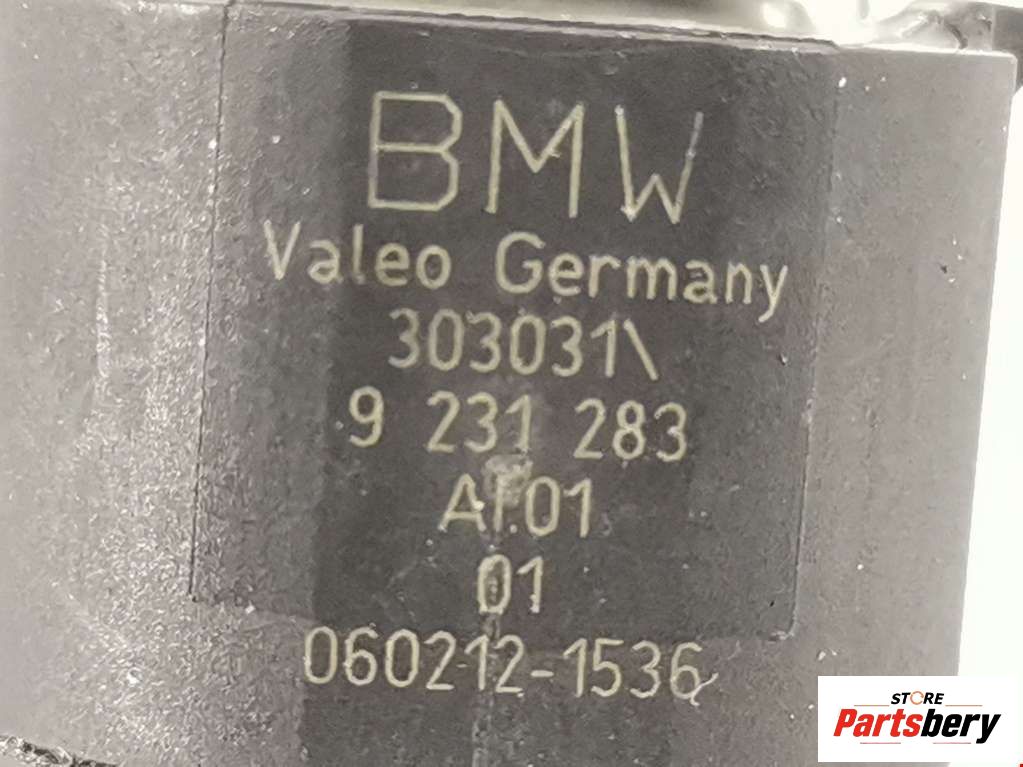 BMW
Valeo Germany
303031\
9 231 283
AI.01
01
060212-1536
STORE
Partsbery